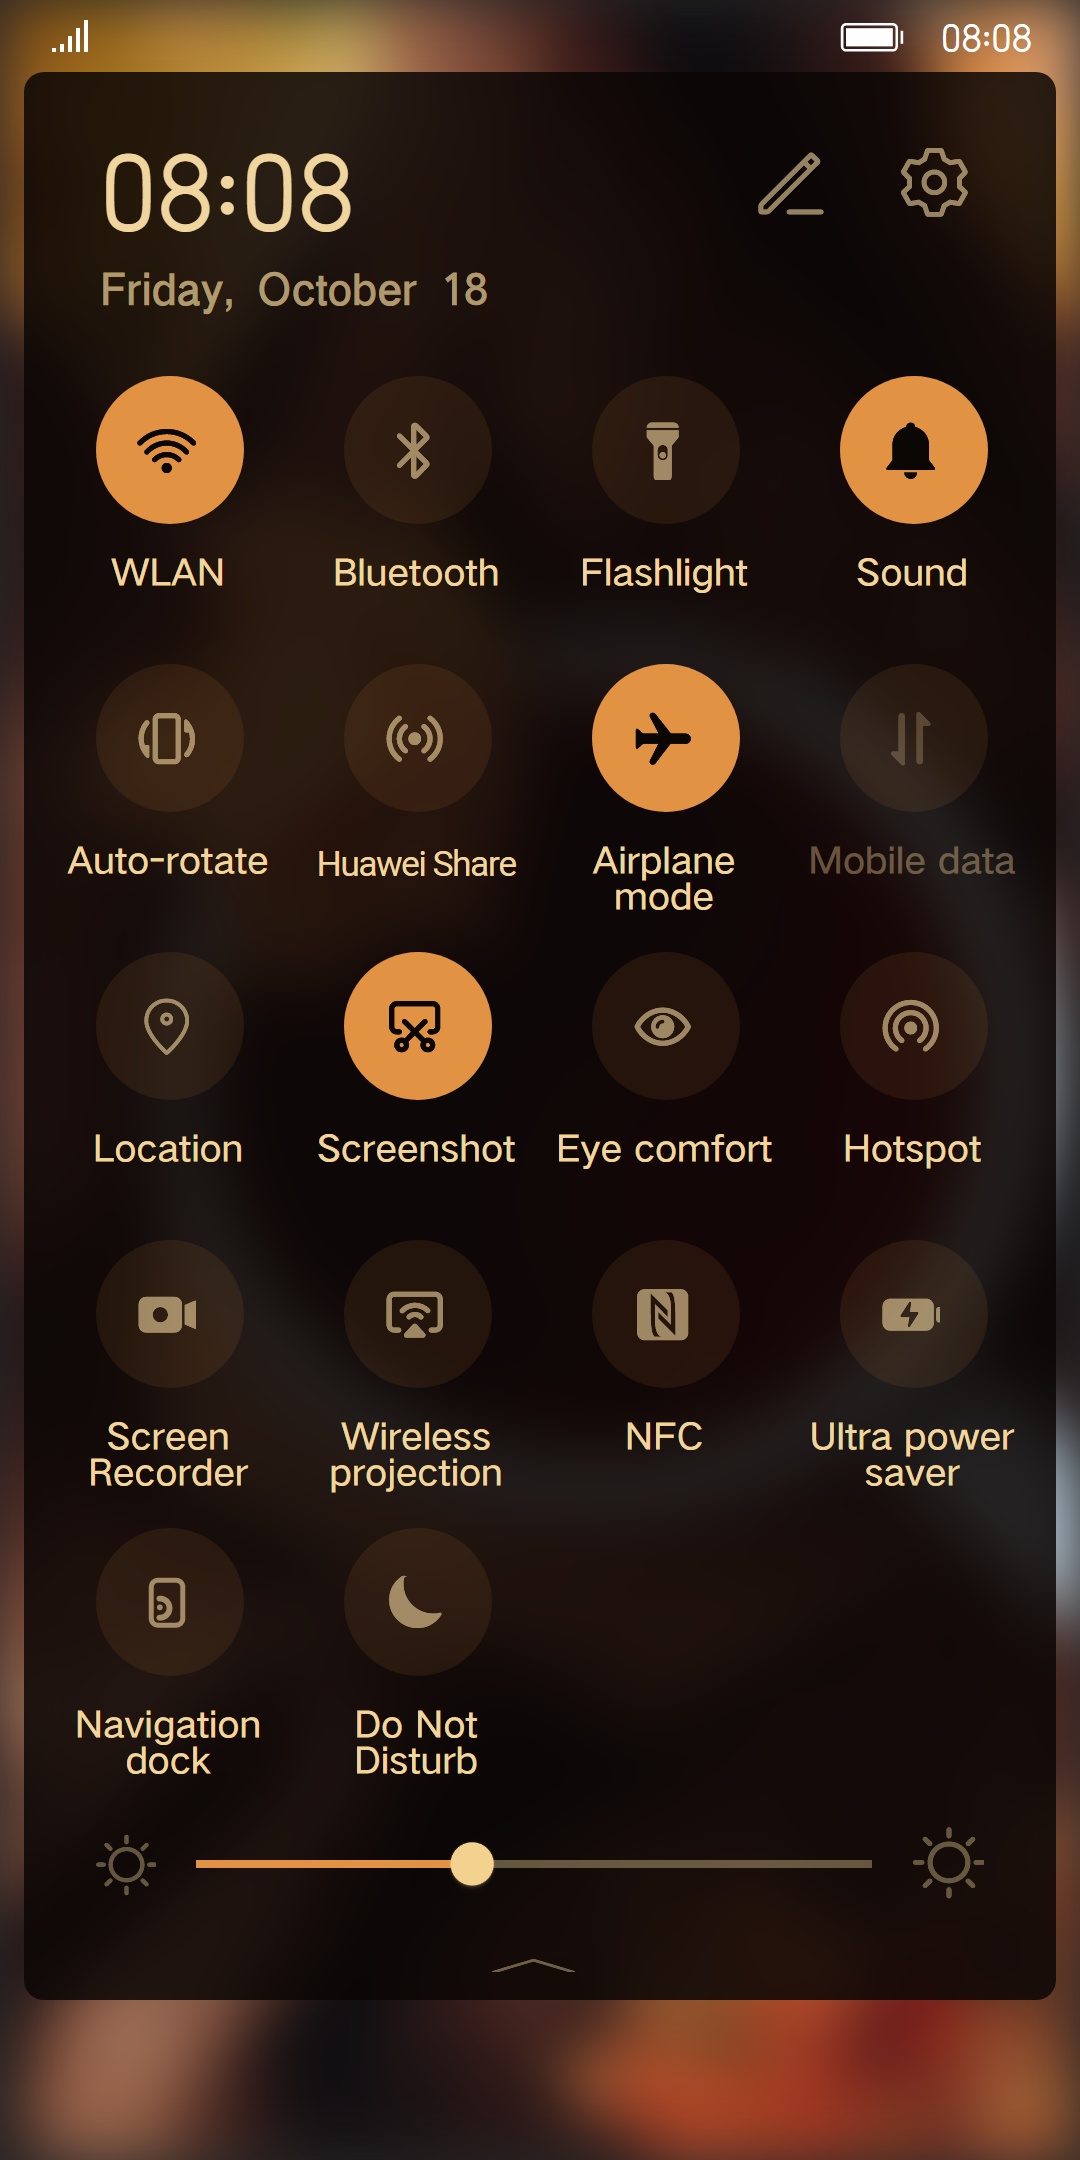 08:08
08:08
Friday, October 18
WLAN Bluetooth Flashlight Sound
Auto-rotate Huawei Share Airplane mode Mobile data
Location Screenshot Eye comfort Hotspot
Screen Recorder Wireless projection NFC Ultra power saver
Navigation dock Do Not Disturb